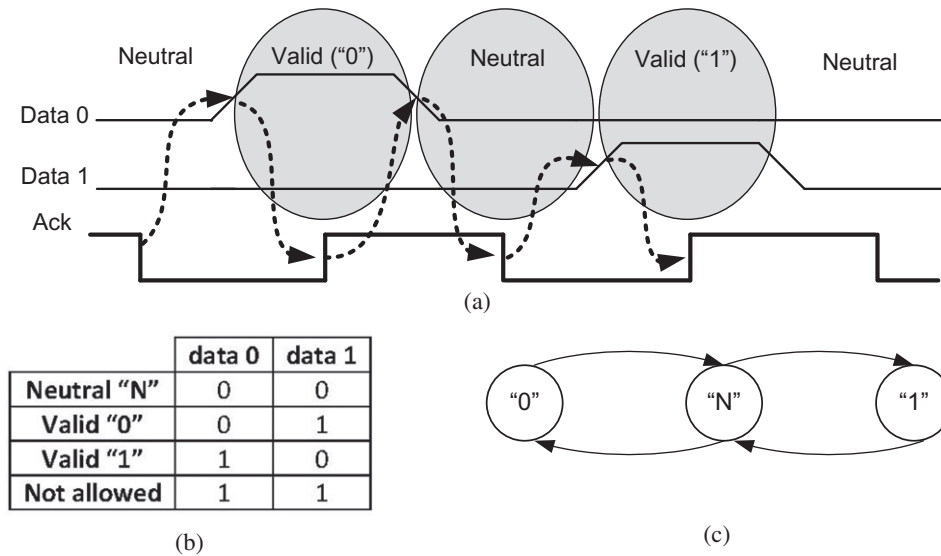 Neutral Valid (“0”) Neutral Valid (“1”) Neutral
Data 0
Data 1
Ack
(a)
data 0 data 1
Neutral “N” 0 0
Valid “0” 0 1
Valid “1” 1 0
Not allowed 1 1
(b)
“0” “N” “1”
(c)